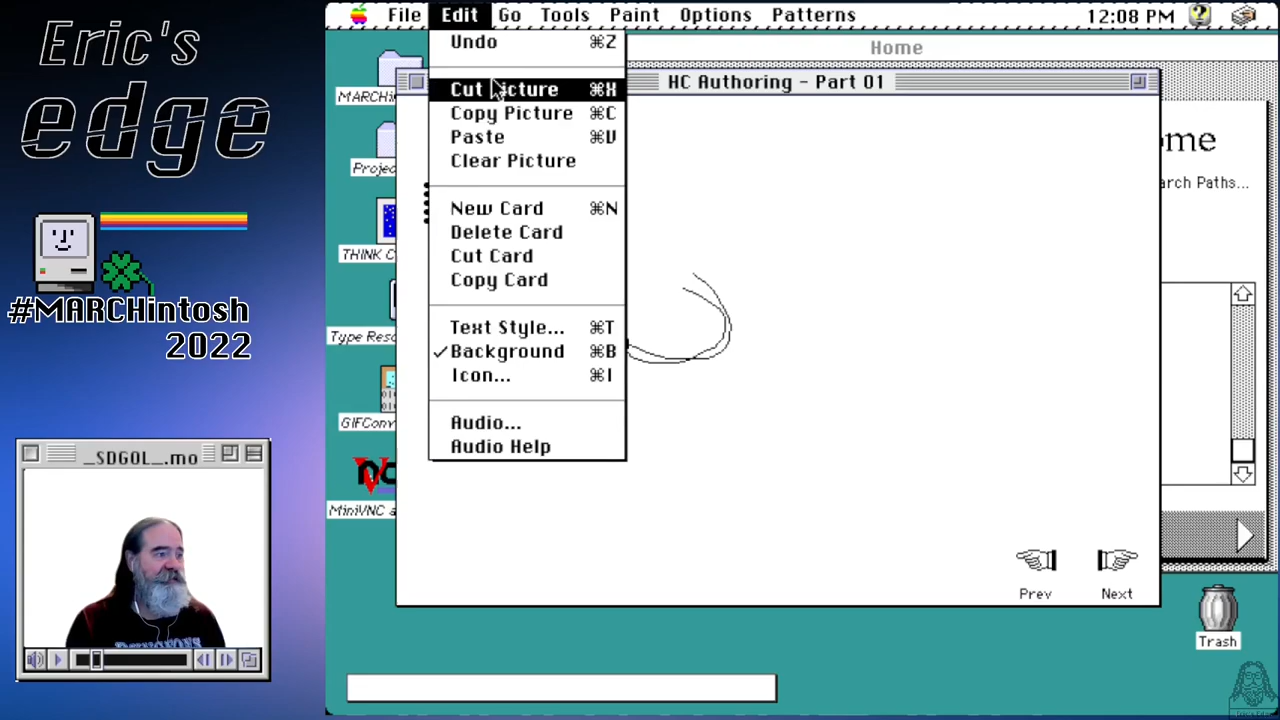 Eric's
edge
#MARCHintosh
2022
_SDGOL_.mo
File Edit Go Tools Paint Options Patterns 12:08 PM
Home
HC Authoring - Part 01
Undo ⌘Z
Cut Picture ⌘X
Copy Picture ⌘C
Paste ⌘V
Clear Picture
New Card ⌘N
Delete Card
Cut Card
Copy Card
Text Style... ⌘T
✓Background ⌘B
Icon... ⌘I
Audio...
Audio Help
MARCHin
Projec
THINK C
Type Reso
GIFConv
MiniVNC a
ome
arch Paths...
Prev Next
Trash